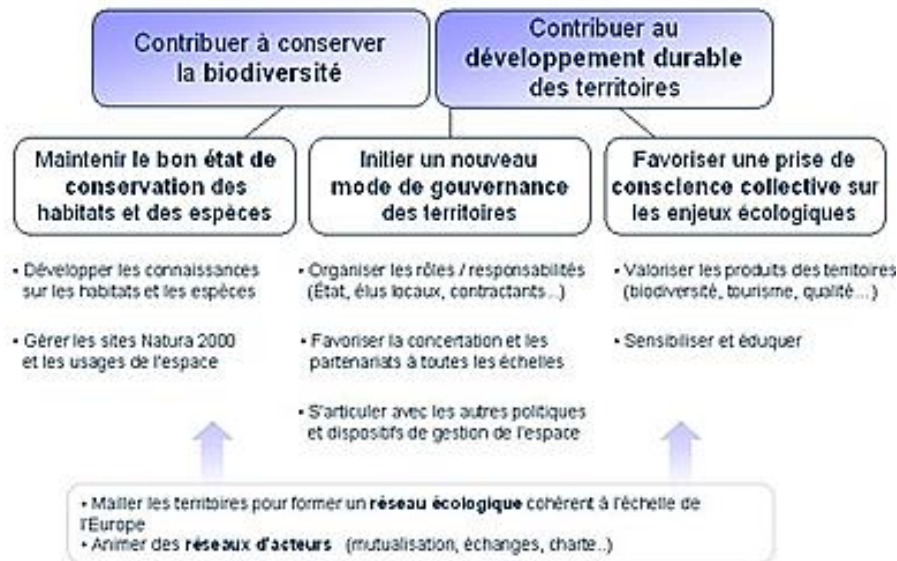 Contribuer à conserver
la biodiversité
Contribuer au
développement durable
des territoires
Maintenir le bon état de
conservation des
habitats et des espèces
Initier un nouveau
mode de gouvernance
des territoires
Favoriser une prise de
conscience collective sur
les enjeux écologiques
• Développer les connaissances
sur les habitats et les espèces
• Gérer les sites Natura 2000
et les usages de l'espace
• Organiser les rôles / responsabilités
(État, élus locaux, contractants...)
• Favoriser la concertation et les
partenariats à toutes les échelles
• S'articuler avec les autres politiques
et dispositifs de gestion de l'espace
• Valoriser les produits des territoires
(biodiversité, tourisme, qualité...)
• Sensibiliser et éduquer
• Mailler les territoires pour former un réseau écologique cohérent à l'échelle de
l'Europe
• Animer des réseaux d'acteurs (mutualisation, échanges, charte..)